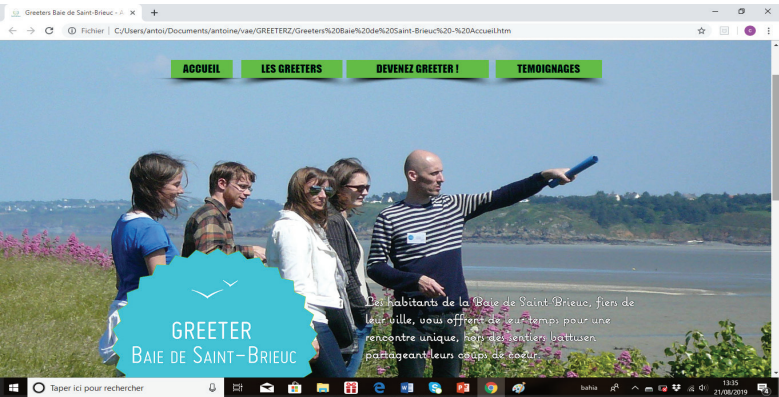 Greeters Baie de Saint-Brieuc - A
Fichier
C:/Users/antoi/Documents/antoine/vae/GREETERZ/Greeters%20Baie%20de%20Saint-Brieuc%20-%20Accueil.htm
ACCUEIL
LES GREETERS
DEVENEZ GREETER !
TEMOIGNAGES
Les habitants de la Baie de Saint-Brieuc, fiers de
leur ville, vous offrent de leur temps pour une
rencontre unique, hors des sentiers battusen
partageant leurs coups de coeur.
GREETER
BAIE DE SAINT-BRIEUC
Taper ici pour rechercher
bahia
13:35
21/08/2019